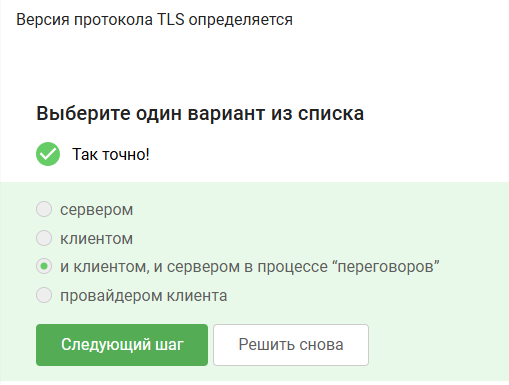 Версия протокола TLS определяется
Выберите один вариант из списка
Так точно!
сервером
клиентом
и клиентом, и сервером в процессе “переговоров”
провайдером клиента
Следующий шаг
Решить снова